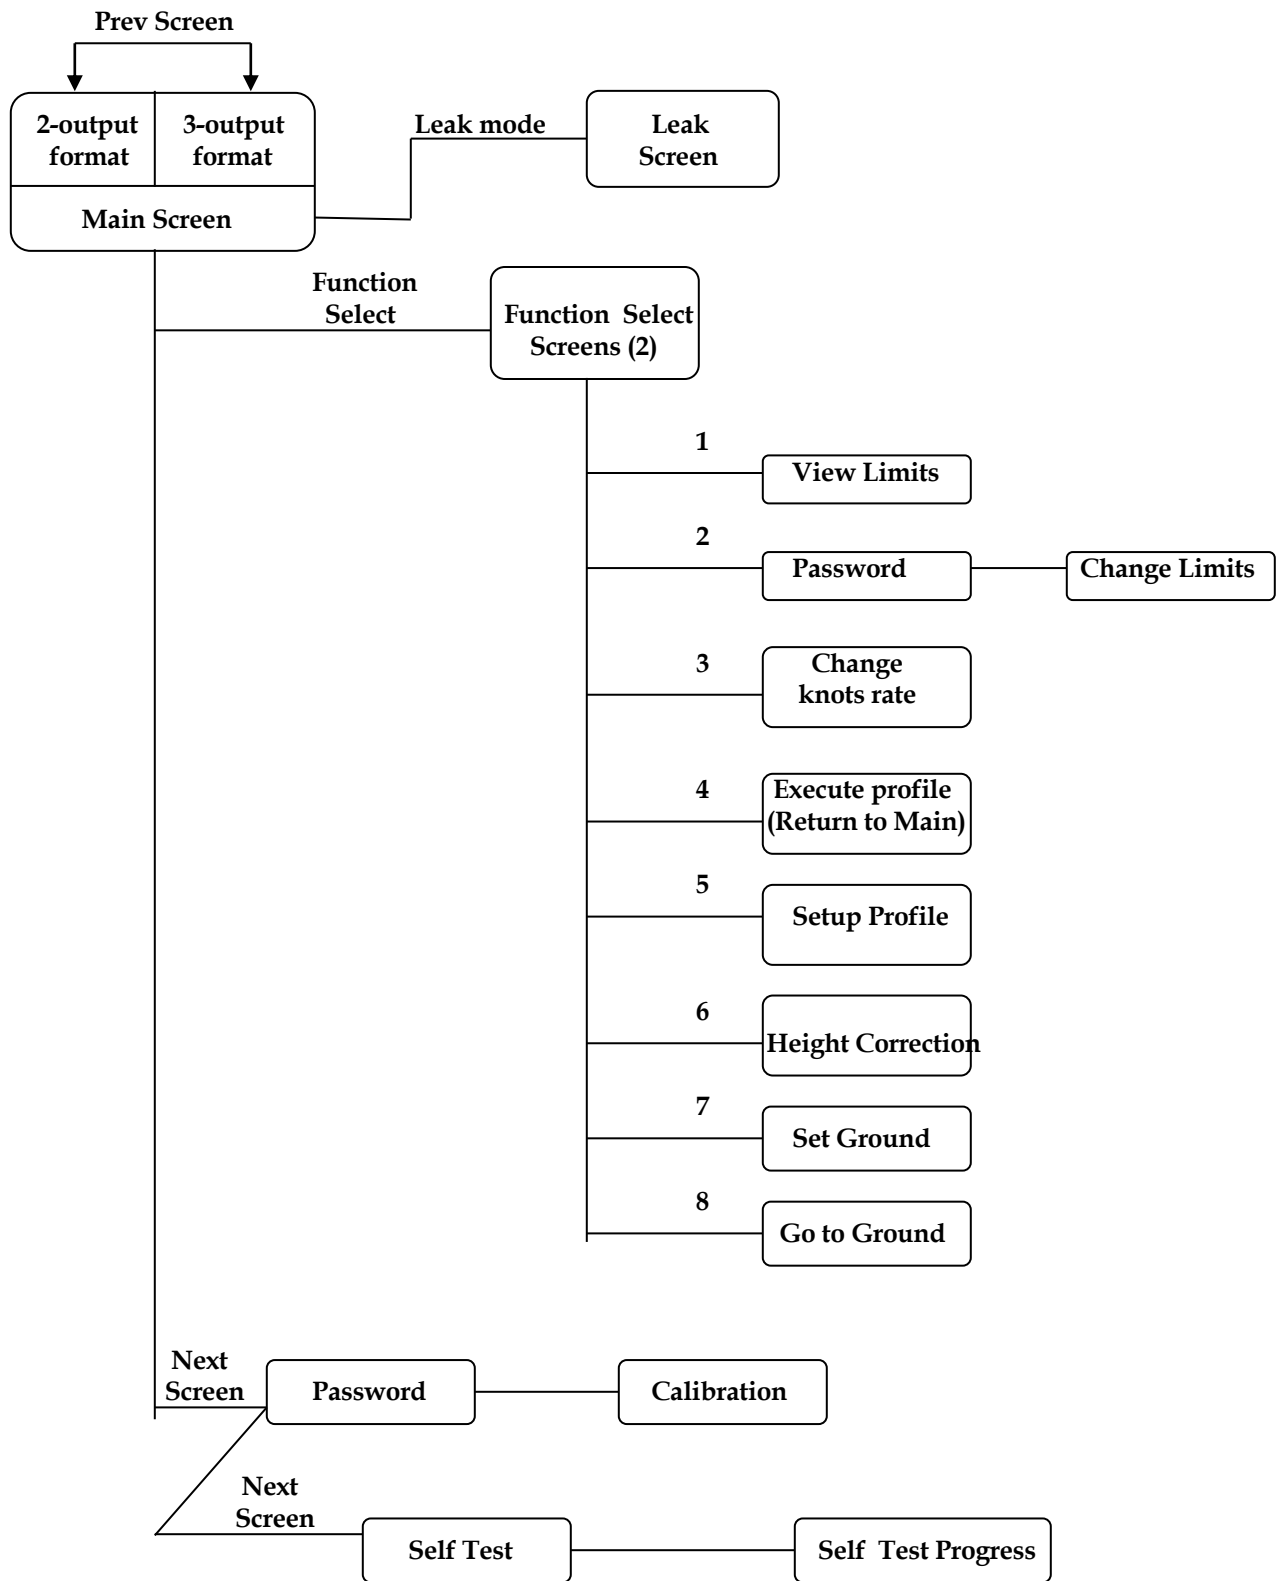 Prev Screen
2-output
format
3-output
format
Main Screen
Leak mode
Leak
Screen
Function
Select
Function Select
Screens (2)
1
View Limits
2
Password
Change Limits
3
Change
knots rate
4
Execute profile
(Return to Main)
5
Setup Profile
6
Height Correction
7
Set Ground
8
Go to Ground
Next
Screen
Password
Calibration
Next
Screen
Self Test
Self Test Progress